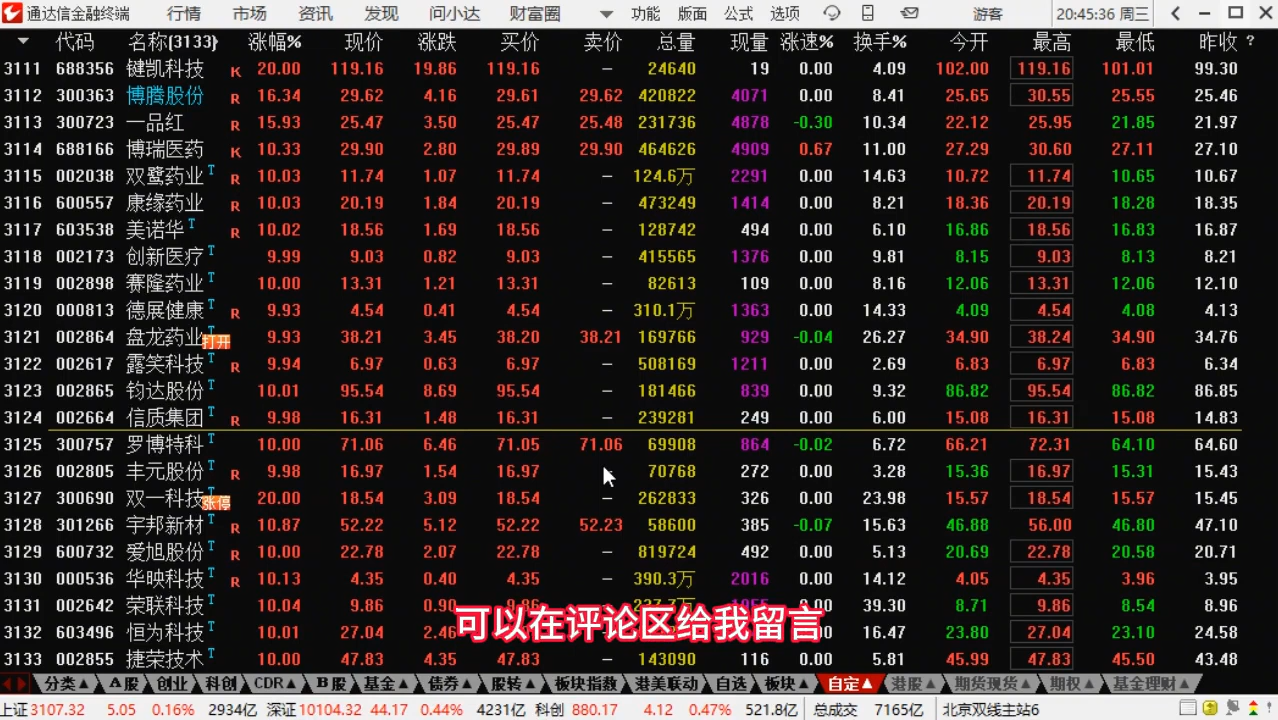 通达信金融终端 行情 市场 资讯 发现 问小达 财富圈 功能 版面 公式 选项 游客 20:45:36 周三
代码 名称(3133) 涨幅% 现价 涨跌 买价 卖价 总量 现量 涨速% 换手% 今开 最高 最低 昨收 ?
3111 688356 键凯科技 K 20.00 119.16 19.86 119.16 – 24640 19 0.00 4.09 102.00 119.16 101.01 99.30
3112 300363 博腾股份 R 16.34 29.62 4.16 29.61 29.62 420822 4071 0.00 8.41 25.65 30.55 25.55 25.46
3113 300723 一品红 R 15.93 25.47 3.50 25.47 25.48 231736 4878 -0.30 10.34 22.12 25.95 21.85 21.97
3114 688166 博瑞医药 K 10.33 29.90 2.80 29.89 29.90 464626 4909 0.67 11.00 27.29 30.60 27.11 27.10
3115 002038 双鹭药业 T R 10.03 11.74 1.07 11.74 – 124.6万 2291 0.00 14.63 10.72 11.74 10.65 10.67
3116 600557 康缘药业 R 10.03 20.19 1.84 20.19 – 473249 1414 0.00 8.21 18.36 20.19 18.28 18.35
3117 603538 美诺华 T R 10.02 18.56 1.69 18.56 – 128742 494 0.00 6.10 16.86 18.56 16.83 16.87
3118 002173 创新医疗 T 9.99 9.03 0.82 9.03 – 415565 1376 0.00 9.81 8.15 9.03 8.13 8.21
3119 002898 赛隆药业 T 10.00 13.31 1.21 13.31 – 82613 109 0.00 8.16 12.06 13.31 12.06 12.10
3120 000813 德展健康 T R 9.93 4.54 0.41 4.54 – 310.1万 1363 0.00 14.33 4.09 4.54 4.08 4.13
3121 002864 盘龙药业 T 打开 9.93 38.21 3.45 38.20 38.21 169766 929 -0.04 26.27 34.90 38.24 34.90 34.76
3122 002617 露笑科技 T R 9.94 6.97 0.63 6.97 – 508169 1211 0.00 2.69 6.83 6.97 6.83 6.34
3123 002865 钧达股份 T 10.01 95.54 8.69 95.54 – 181466 839 0.00 9.32 86.82 95.54 86.82 86.85
3124 002664 信质集团 T R 9.98 16.31 1.48 16.31 – 239281 249 0.00 6.00 15.08 16.31 15.08 14.83
3125 300757 罗博特科 T 10.00 71.06 6.46 71.05 71.06 69908 864 -0.02 6.72 66.21 72.31 64.10 64.60
3126 002805 丰元股份 T R 9.98 16.97 1.54 16.97 – 70768 272 0.00 3.28 15.36 16.97 15.31 15.43
3127 300690 双一科技 T 涨停 20.00 18.54 3.09 18.54 – 262833 326 0.00 23.98 15.57 18.54 15.57 15.45
3128 301266 宇邦新材 T R 10.87 52.22 5.12 52.22 52.23 58600 385 -0.07 15.63 46.88 56.00 46.80 47.10
3129 600732 爱旭股份 T R 10.00 22.78 2.07 22.78 – 819724 492 0.00 5.13 20.69 22.78 20.58 20.71
3130 000536 华映科技 T R 10.13 4.35 0.40 4.35 – 390.3万 2016 0.00 14.12 4.05 4.35 3.96 3.95
3131 002642 荣联科技 T 10.04 9.86 0.90 0.00 39.30 8.71 9.86 8.54 8.96
3132 603496 恒为科技 T 10.01 27.04 16.47 23.80 27.04 23.10 24.58
可以在评论区给我留言
3133 002855 捷荣技术 T 10.00 47.83 4.35 47.83 – 143090 116 0.00 5.81 45.99 47.83 45.50 43.48
分类 A股 创业 科创 CDR B股 基金 债券 股转 板块指数 港美联动 自选 板块 自定 港股 期货现货 期权 基金理财
上证 3107.32 5.05 0.16% 2934亿 深证 10104.32 44.17 0.44% 4231亿 科创 880.17 4.12 0.47% 521.8亿 总成交 7165亿 北京双线主站6